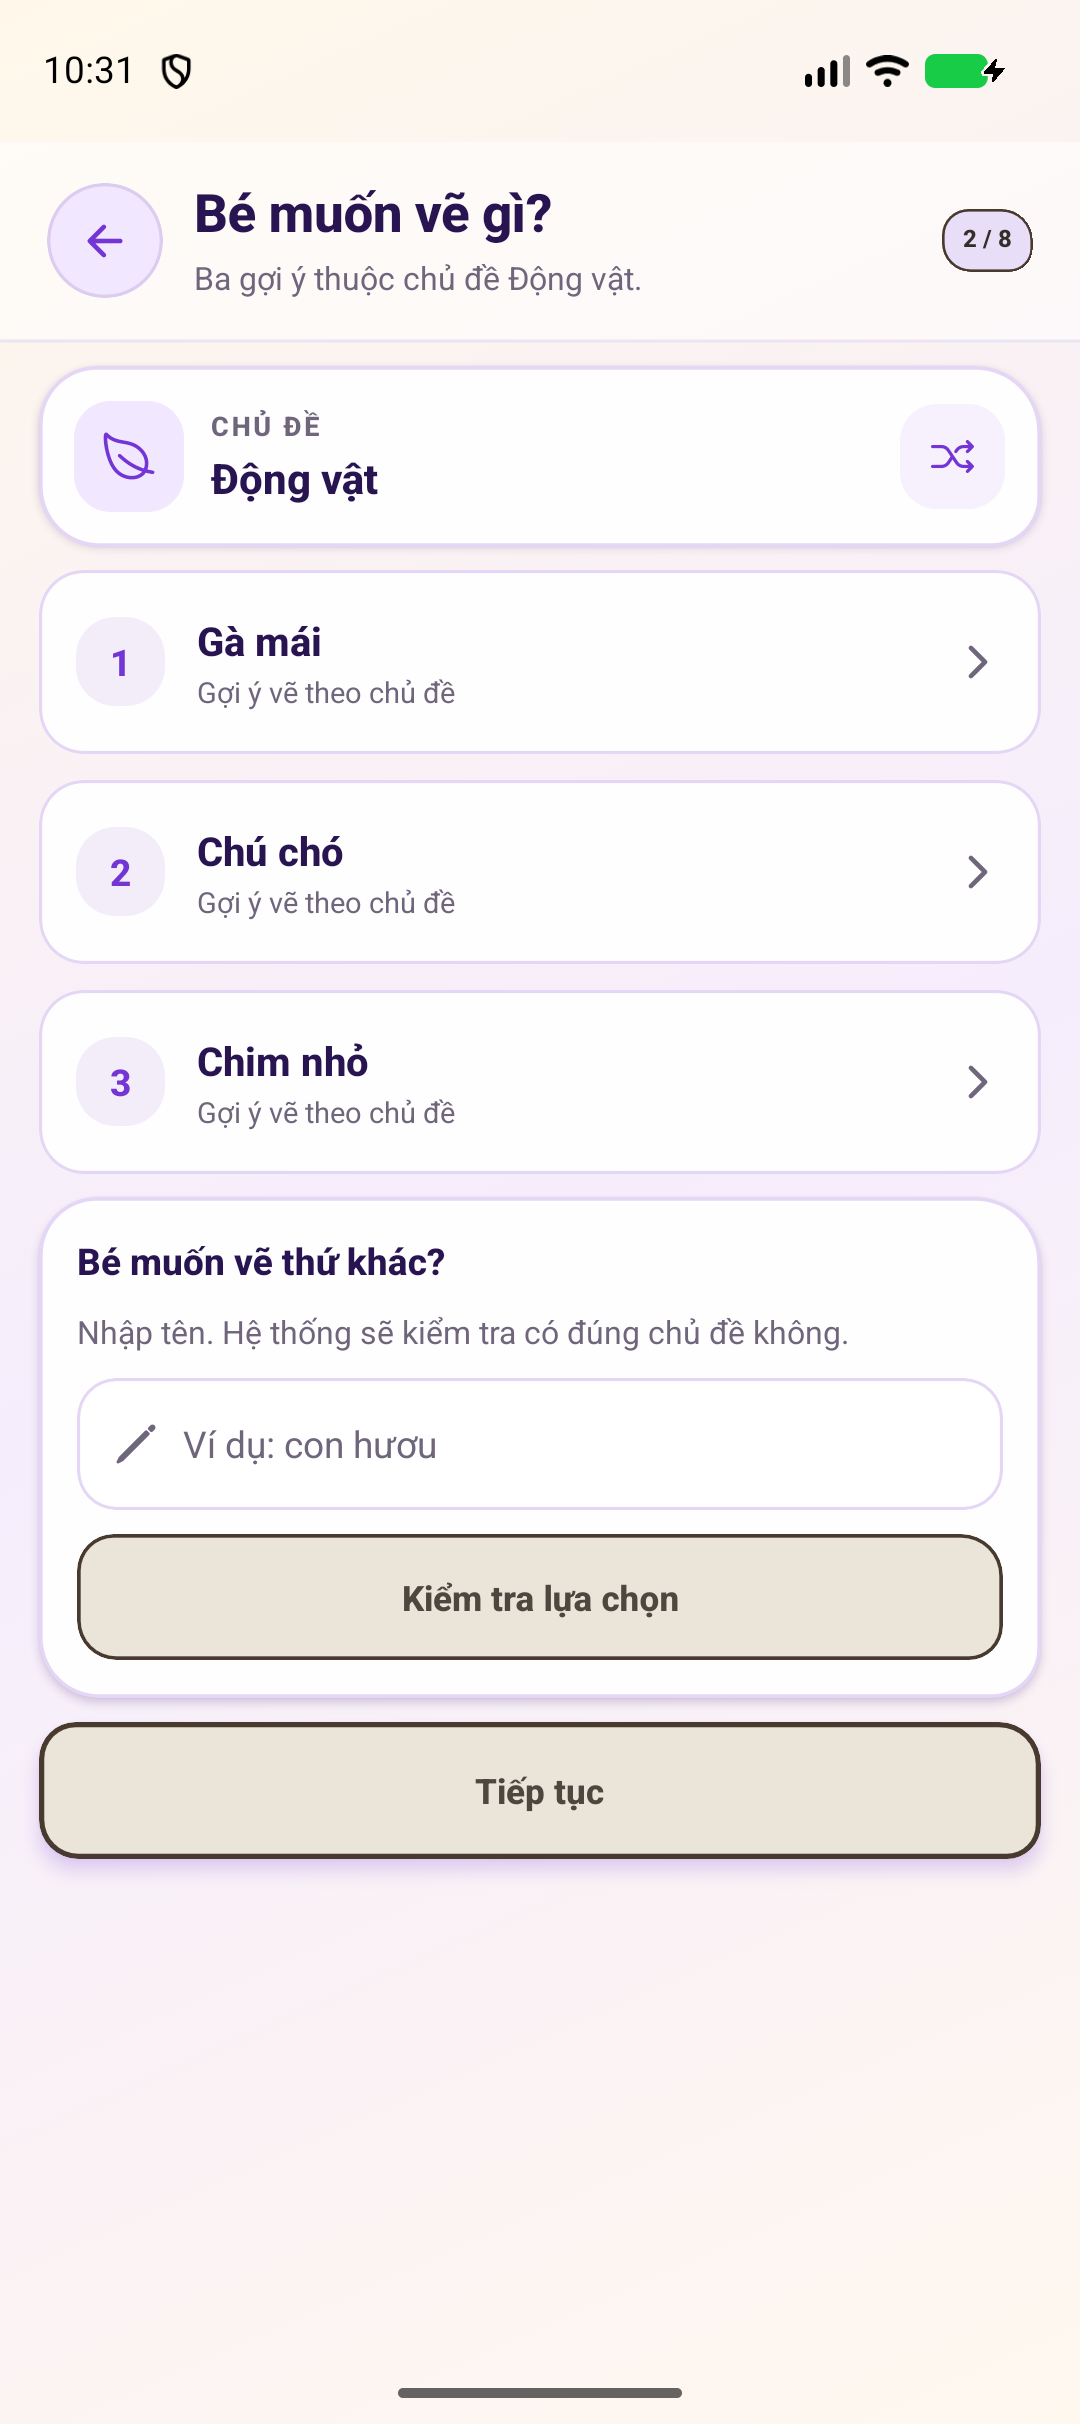 10:31
Bé muốn vẽ gì?
Ba gợi ý thuộc chủ đề Động vật.
2 / 8
CHỦ ĐỀ
Động vật
1
Gà mái
Gợi ý vẽ theo chủ đề
2
Chú chó
Gợi ý vẽ theo chủ đề
3
Chim nhỏ
Gợi ý vẽ theo chủ đề
Bé muốn vẽ thứ khác?
Nhập tên. Hệ thống sẽ kiểm tra có đúng chủ đề không.
Ví dụ: con hươu
Kiểm tra lựa chọn
Tiếp tục